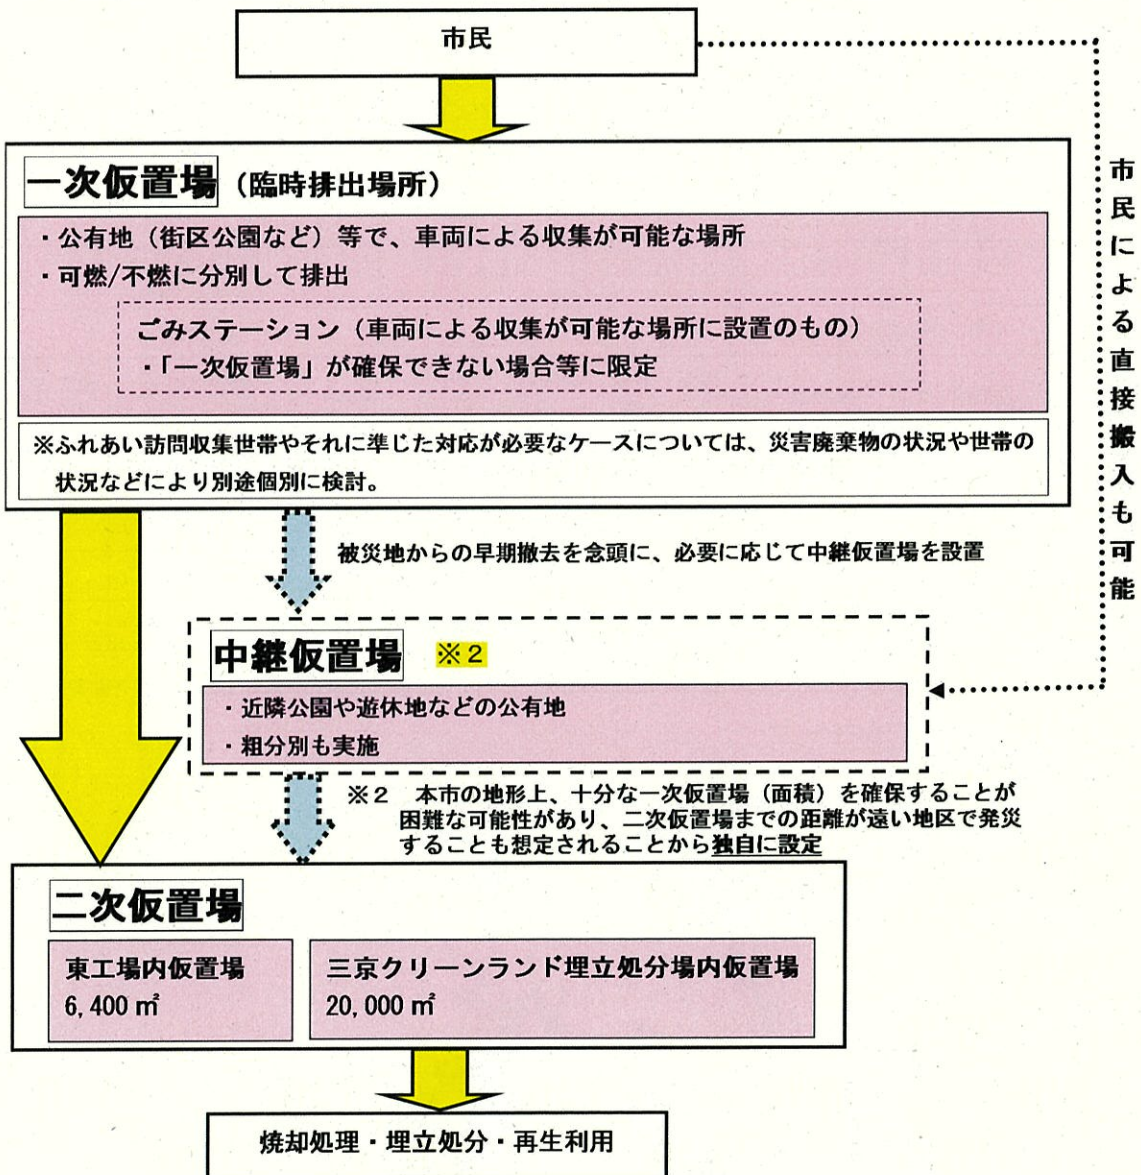 市民
一次仮置場（臨時排出場所）
・公有地（街区公園など）等で、車両による収集が可能な場所
・可燃/不燃に分別して排出
ごみステーション（車両による収集が可能な場所に設置のもの）
・「一次仮置場」が確保できない場合等に限定
※ふれあい訪問収集世帯やそれに準じた対応が必要なケースについては、災害廃棄物の状況や世帯の
状況などにより別途個別に検討。
市民による直接搬入も可能
被災地からの早期撤去を念頭に、必要に応じて中継仮置場を設置
中継仮置場 ※２
・近隣公園や遊休地などの公有地
・粗分別も実施
※２　本市の地形上、十分な一次仮置場（面積）を確保することが
困難な可能性があり、二次仮置場までの距離が遠い地区で発災
することも想定されることから独自に設定
二次仮置場
東工場内仮置場
6,400 ㎡
三京クリーンランド埋立処分場内仮置場
20,000 ㎡
焼却処理・埋立処分・再生利用